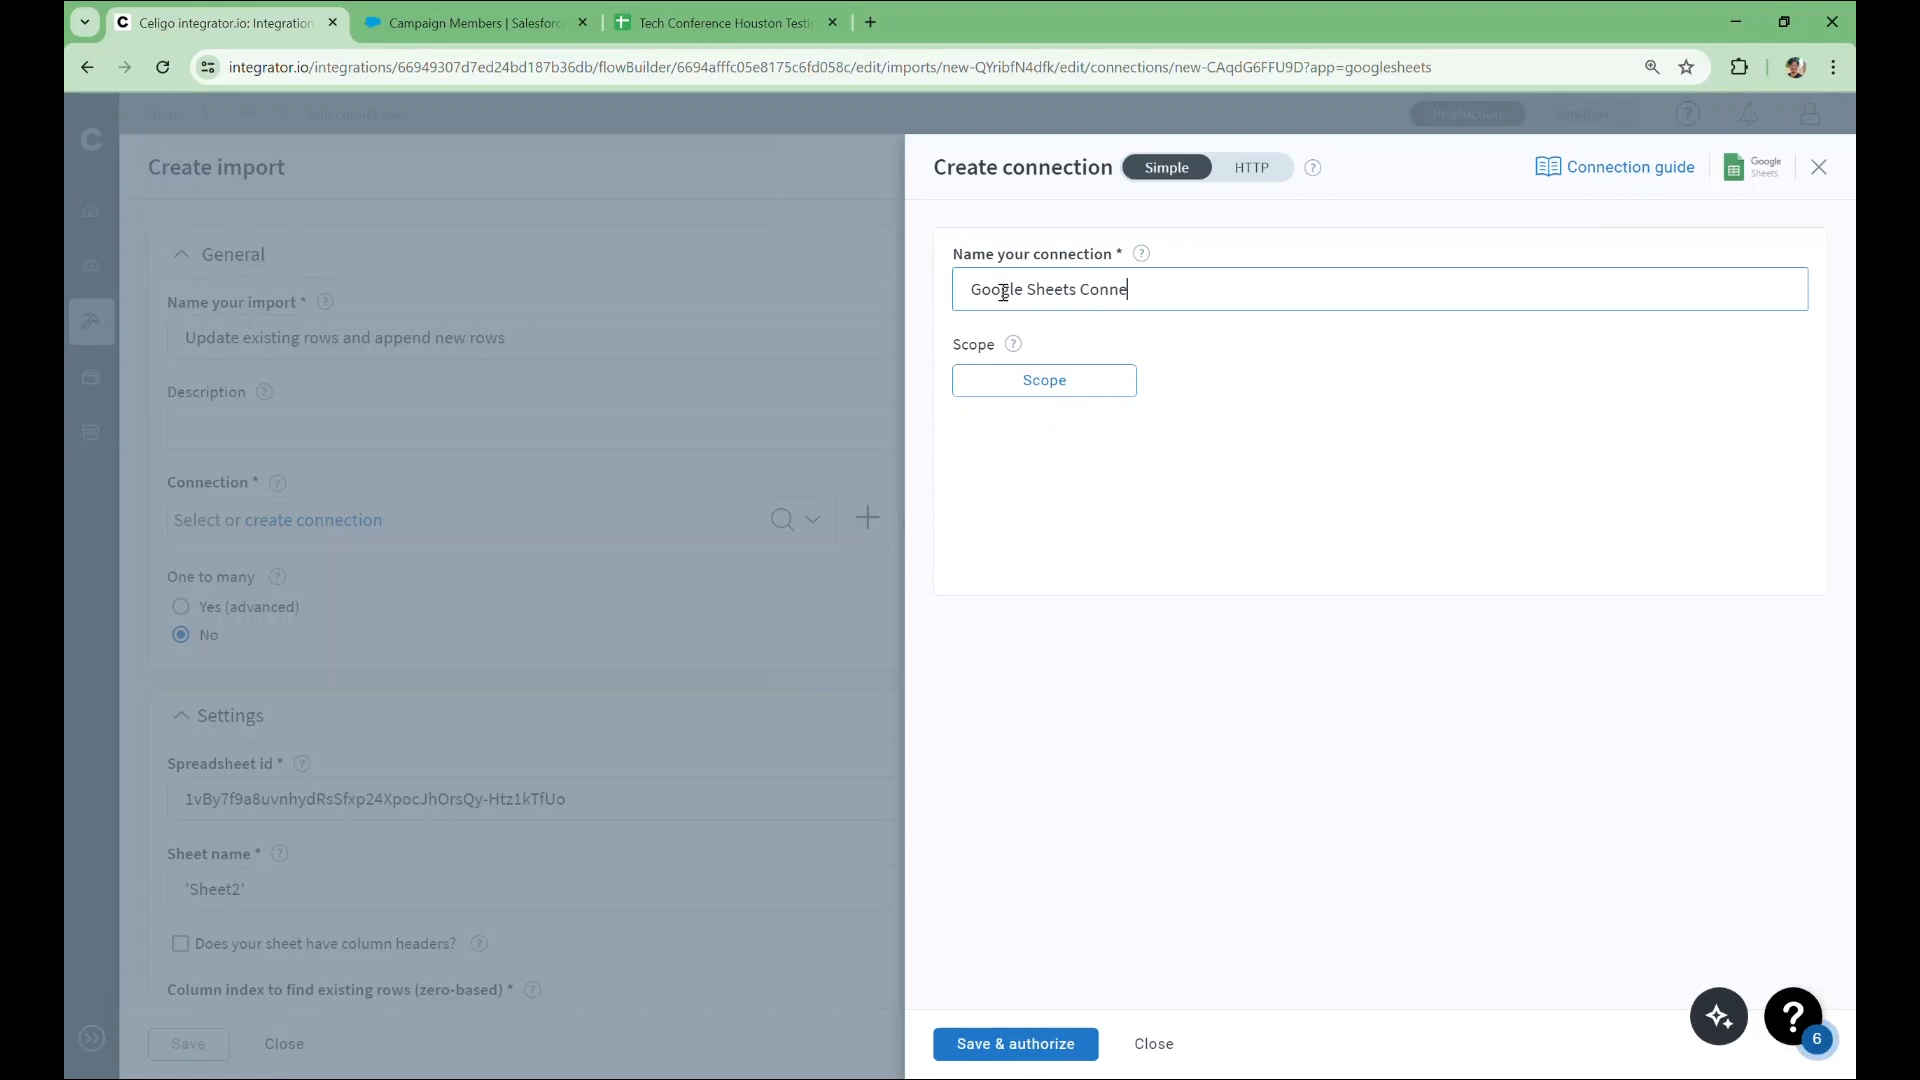 Celigo integrator.io: Integration
Campaign Members | Salesforc
Tech Conference Houston Testi
integrator.io/integrations/66949307d7ed24bd187b36db/flowBuilder/6694afffc05e8175c6fd058c/edit/imports/new-QYribfN4dfk/edit/connections/new-CAqdG6FFU9D?app=googlesheets
Add connection
Production
Create import
Create connection
Simple
HTTP
Connection guide
Google
Sheets
General
Name your import *
Update existing rows and append new rows
Description
Connection *
Select or create connection
One to many
Yes (advanced)
No
Settings
Spreadsheet id *
1vBy7f9a8uvnhydRsSfxp24XpocJhOrsQy-Htz1kTfUo
Sheet name *
'Sheet2'
Does your sheet have column headers?
Column index to find existing rows (zero-based) *
Save
Close
Name your connection *
Google Sheets Conne
Scope
Scope
Save & authorize
Close
6